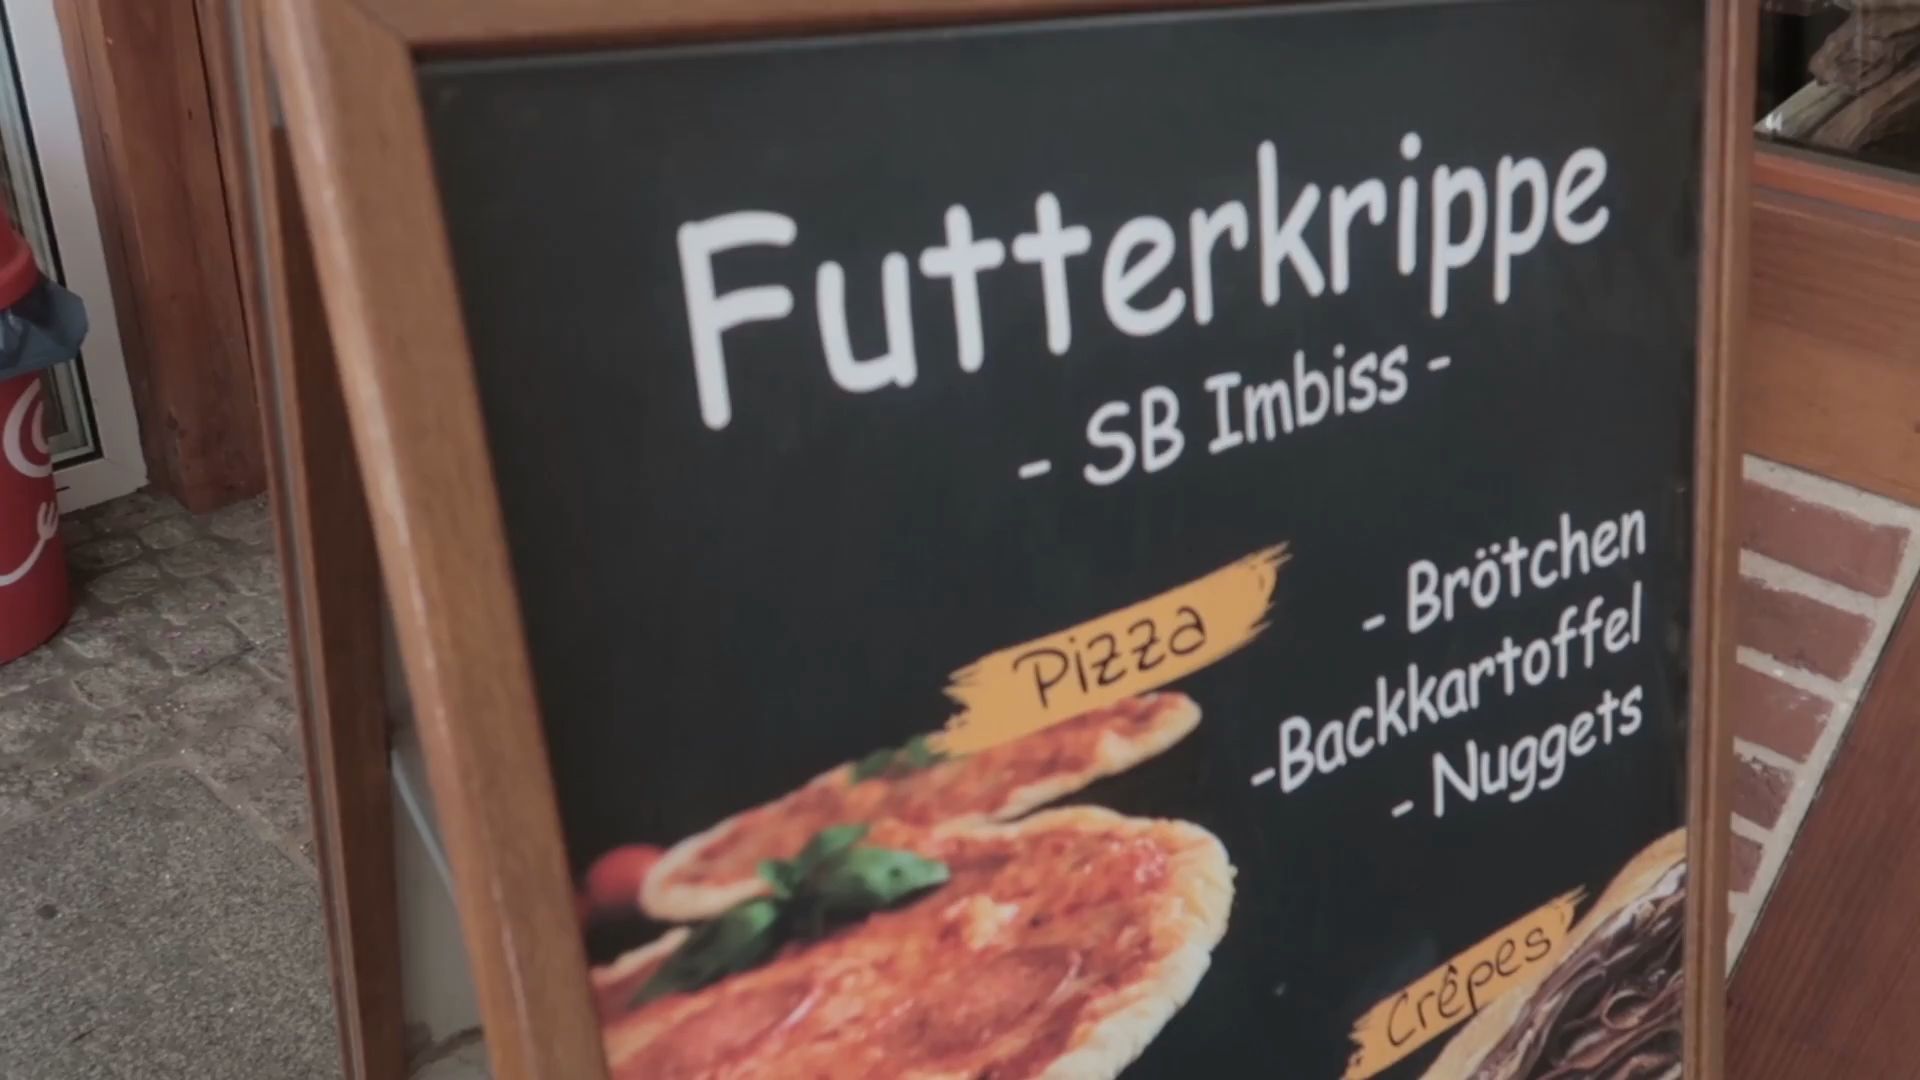 Futterkrippe
- SB Imbiss -
Pizza
- Brötchen
-Backkartoffel
- Nuggets
Crêpes